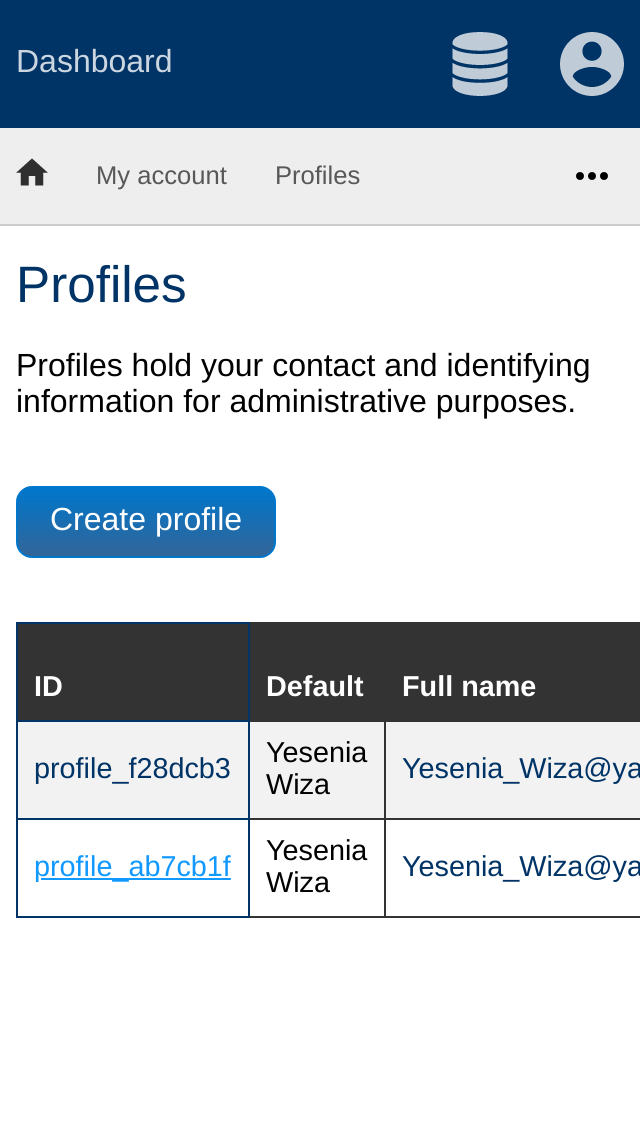 Dashboard
My account Profiles
Profiles
Profiles hold your contact and identifying
information for administrative purposes.
Create profile
ID Default Full name
profile_f28dcb3 Yesenia Wiza Yesenia_Wiza@ya
profile_ab7cb1f Yesenia Wiza Yesenia_Wiza@ya